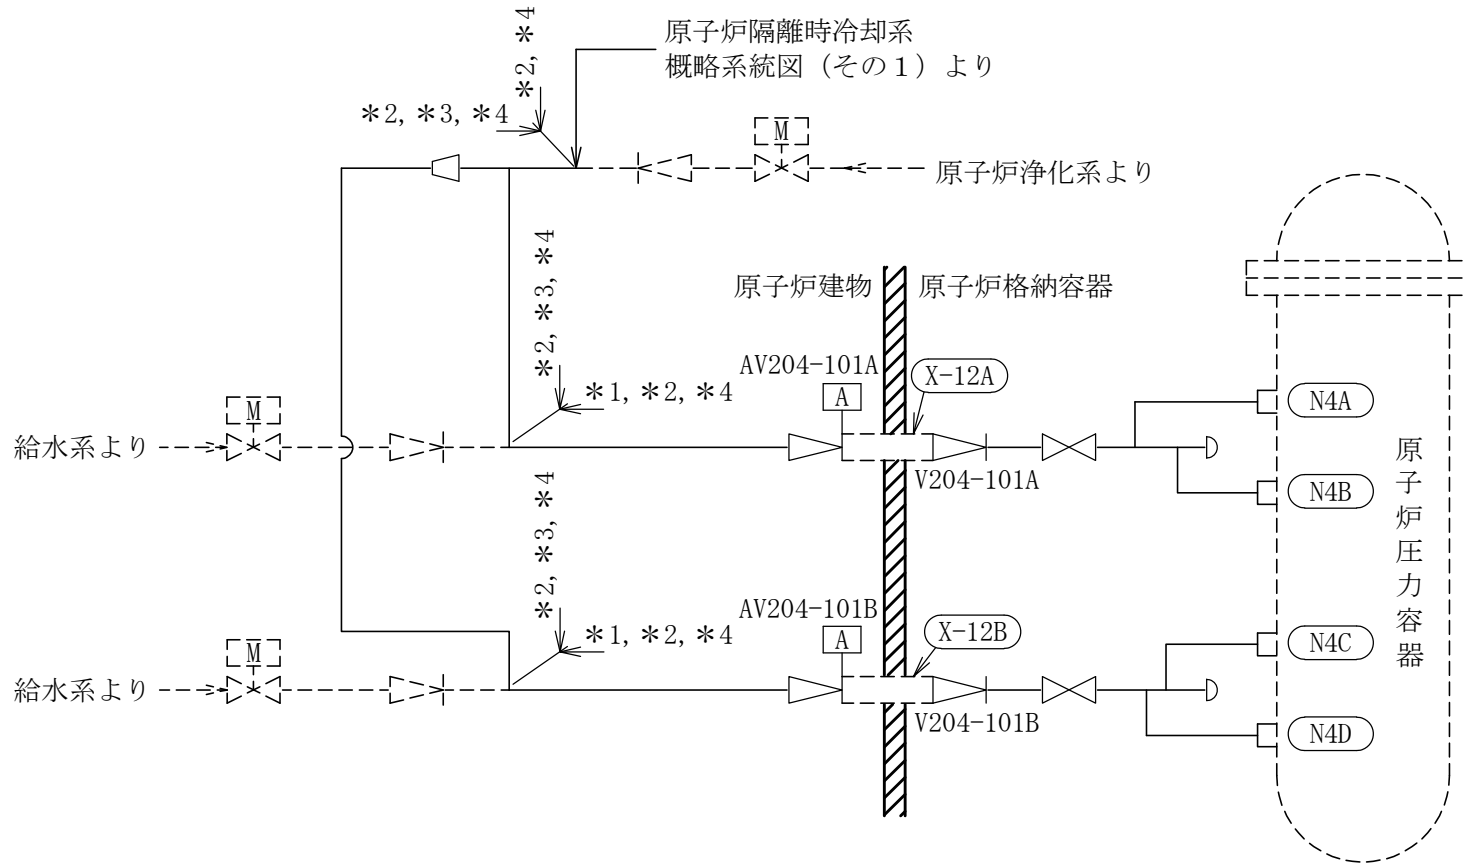 原子炉隔離時冷却系
概略系統図（その１）より
＊2, ＊4
＊2, ＊3, ＊4
M
原子炉浄化系より
＊2, ＊3, ＊4
原子炉建物
原子炉格納容器
AV204-101A
A
X-12A
＊1, ＊2, ＊4
M
N4A
給水系より
V204-101A
N4B
原子炉圧力容器
＊2, ＊3, ＊4
AV204-101B
A
X-12B
＊1, ＊2, ＊4
M
N4C
給水系より
V204-101B
N4D